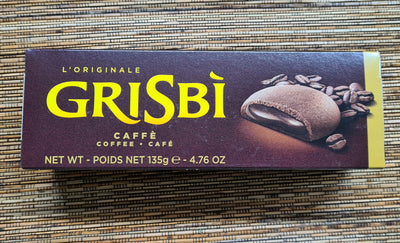 L'ORIGINALE
GRISBÌ
CAFFÈ
COFFEE • CAFÉ
NET WT - POIDS NET 135g ℮ - 4.76 OZ